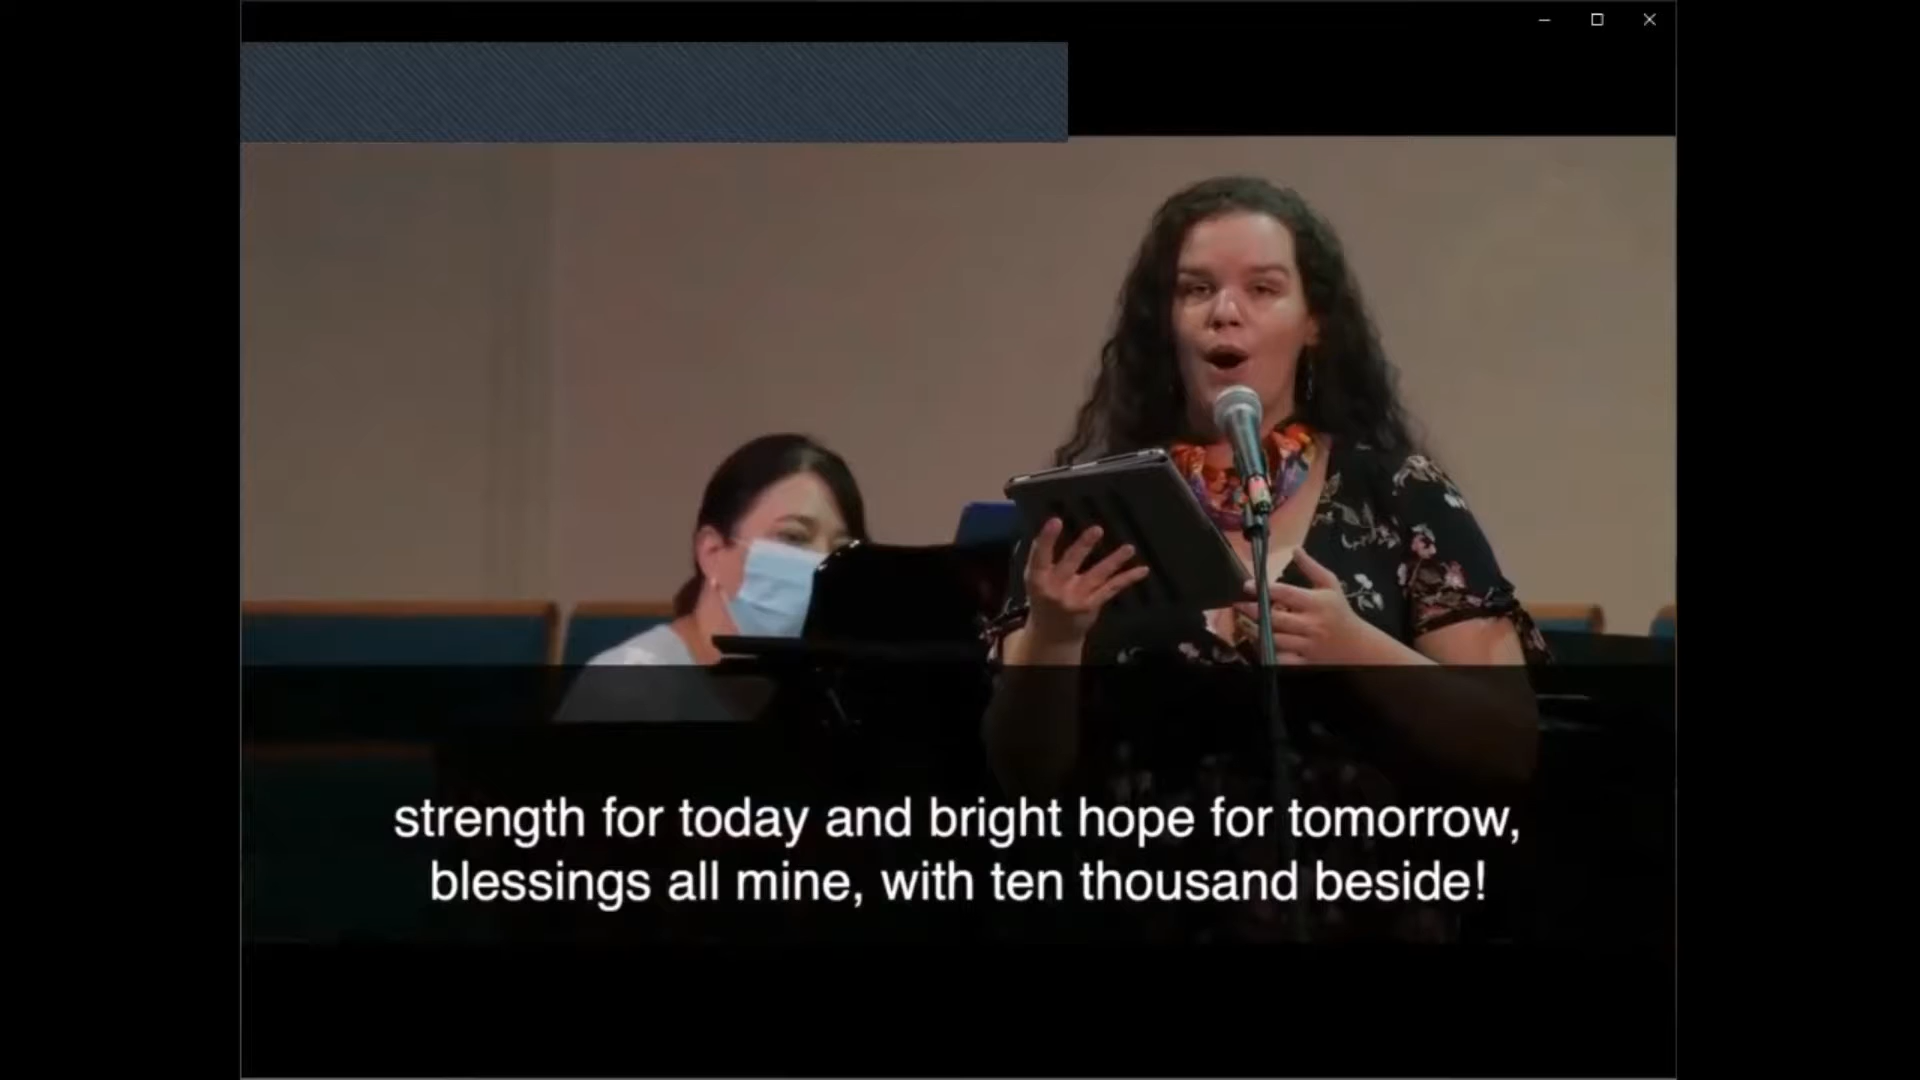 strength for today and bright hope for tomorrow,
blessings all mine, with ten thousand beside!